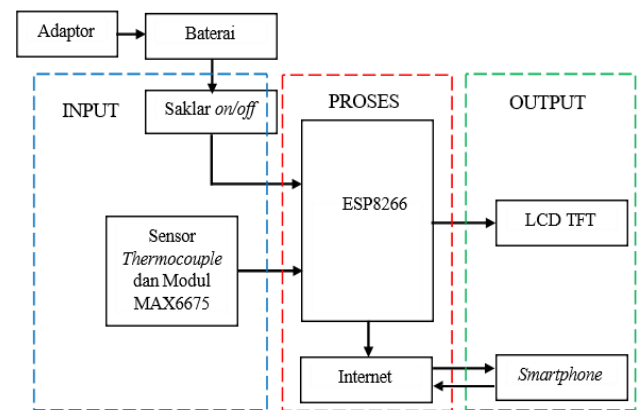 Adaptor
Baterai
INPUT
Saklar on/off
PROSES
OUTPUT
ESP8266
LCD TFT
Sensor
Thermocouple
dan Modul
MAX6675
Internet
Smartphone